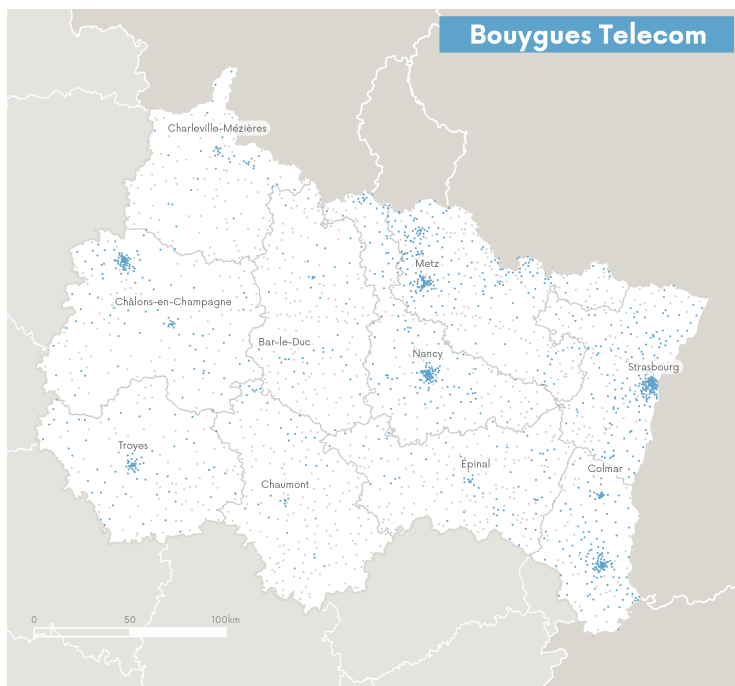 Bouygues Telecom
Charleville-Mézières
Metz
Châlons-en-Champagne
Bar-le-Duc
Nancy
Strasbourg
Troyes
Épinal
Colmar
Chaumont
0 50 100km